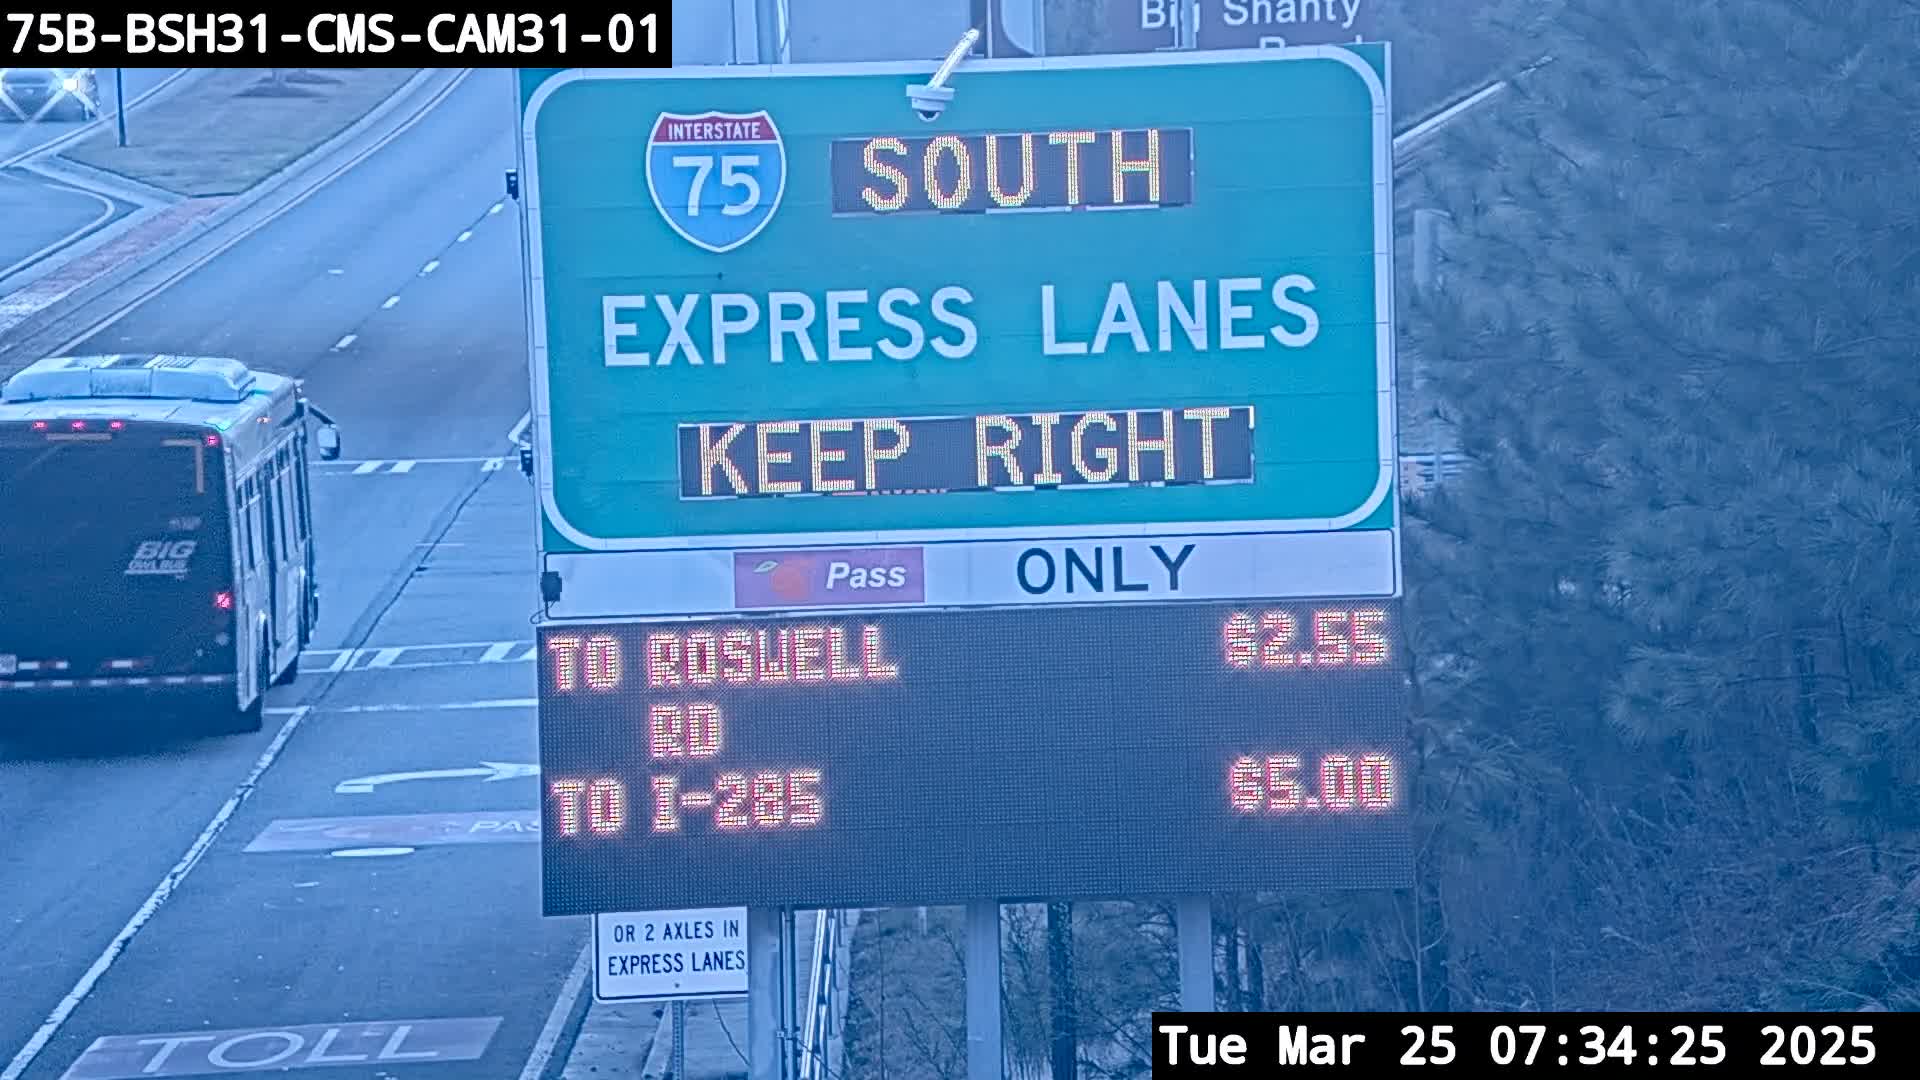 75B-BSH31-CMS-CAM31-01
Big Shanty
INTERSTATE
75
SOUTH
EXPRESS LANES
KEEP RIGHT
Pass ONLY
TO ROSWELL $2.55
RD
TO I-285 $5.00
BIG
OR 2 AXLES IN
EXPRESS LANES
TOLL
Tue Mar 25 07:34:25 2025